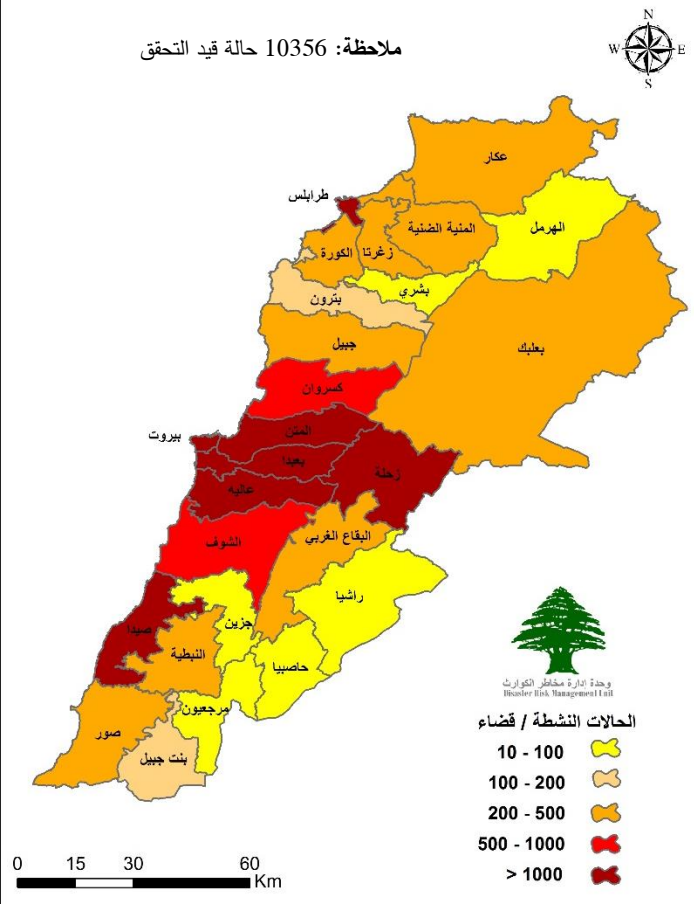 ملاحظة: 10356 حالة قيد التحقق
N
W E
S
عكار
طرابلس
الهرمل
المنية الضنية
زغرتا
الكورة
بشري
بترون
جبيل
بعلبك
كسروان
المتن
بيروت
بعبدا
زحلة
عاليه
البقاع الغربي
الشوف
راشيا
جزين
صيدا
النبطية
حاصبيا
مرجعيون
صور
بنت جبيل
وحدة إدارة مخاطر الكوارث
Disaster Risk Management Unit
الحالات النشطة / قضاء
10 - 100
100 - 200
200 - 500
500 - 1000
> 1000
0 15 30 60
Km